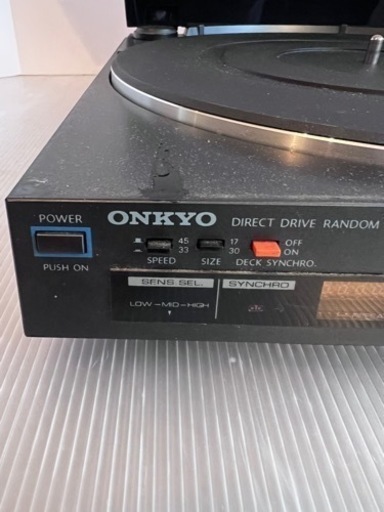 POWER
PUSH ON
ONKYO DIRECT DRIVE RANDOM
45
33
SPEED
17
30
SIZE
OFF
ON
DECK SYNCHRO.
SENS.SEL.
LOW–MID–HIGH
SYNCHRO